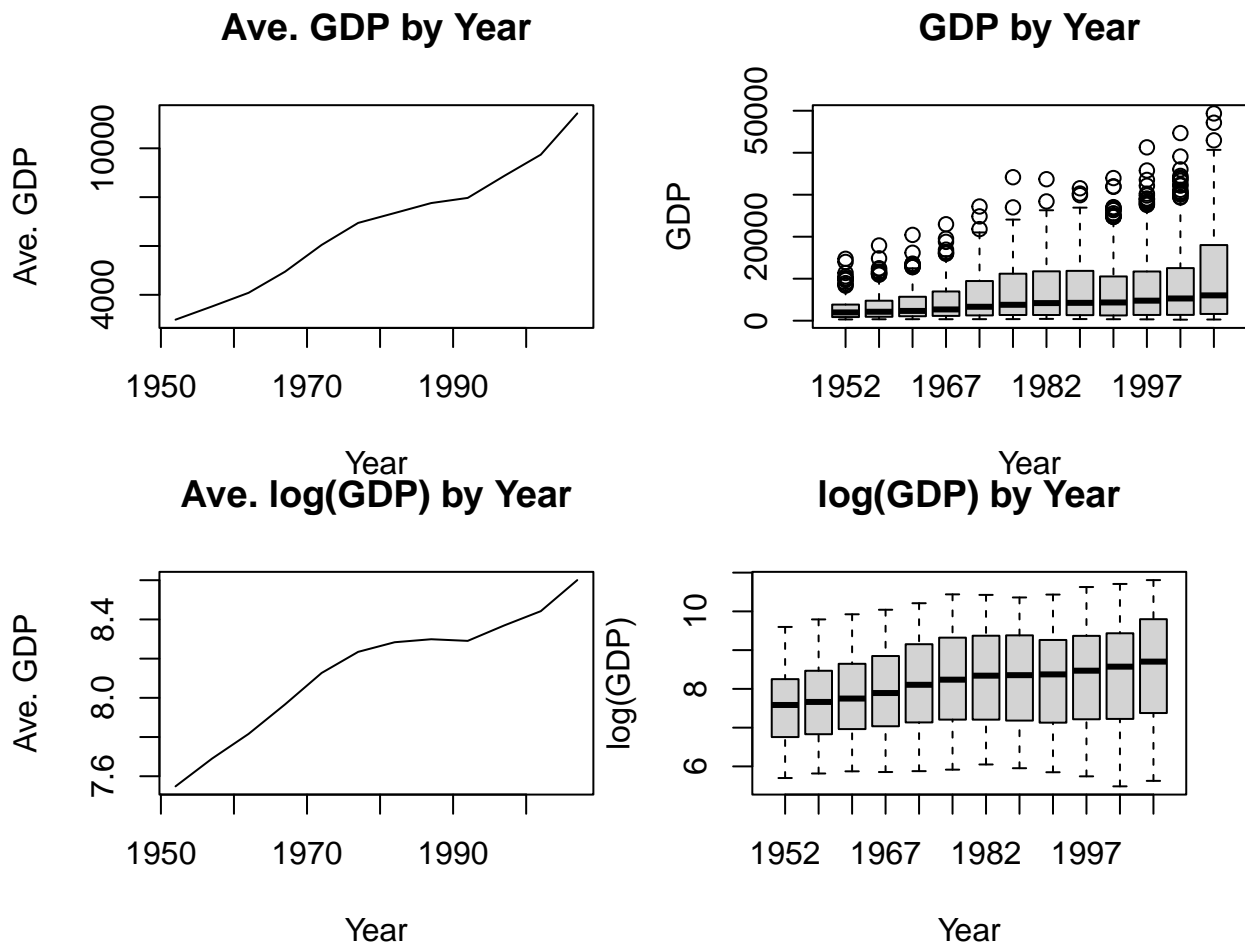 Ave. GDP by Year
Ave. GDP
10000
4000
1950 1970 1990
Year
GDP by Year
GDP
50000
20000
0
1952 1967 1982 1997
Year
Ave. log(GDP) by Year
Ave. GDP
8.4
8.0
7.6
1950 1970 1990
Year
log(GDP) by Year
log(GDP)
10
8
6
1952 1967 1982 1997
Year